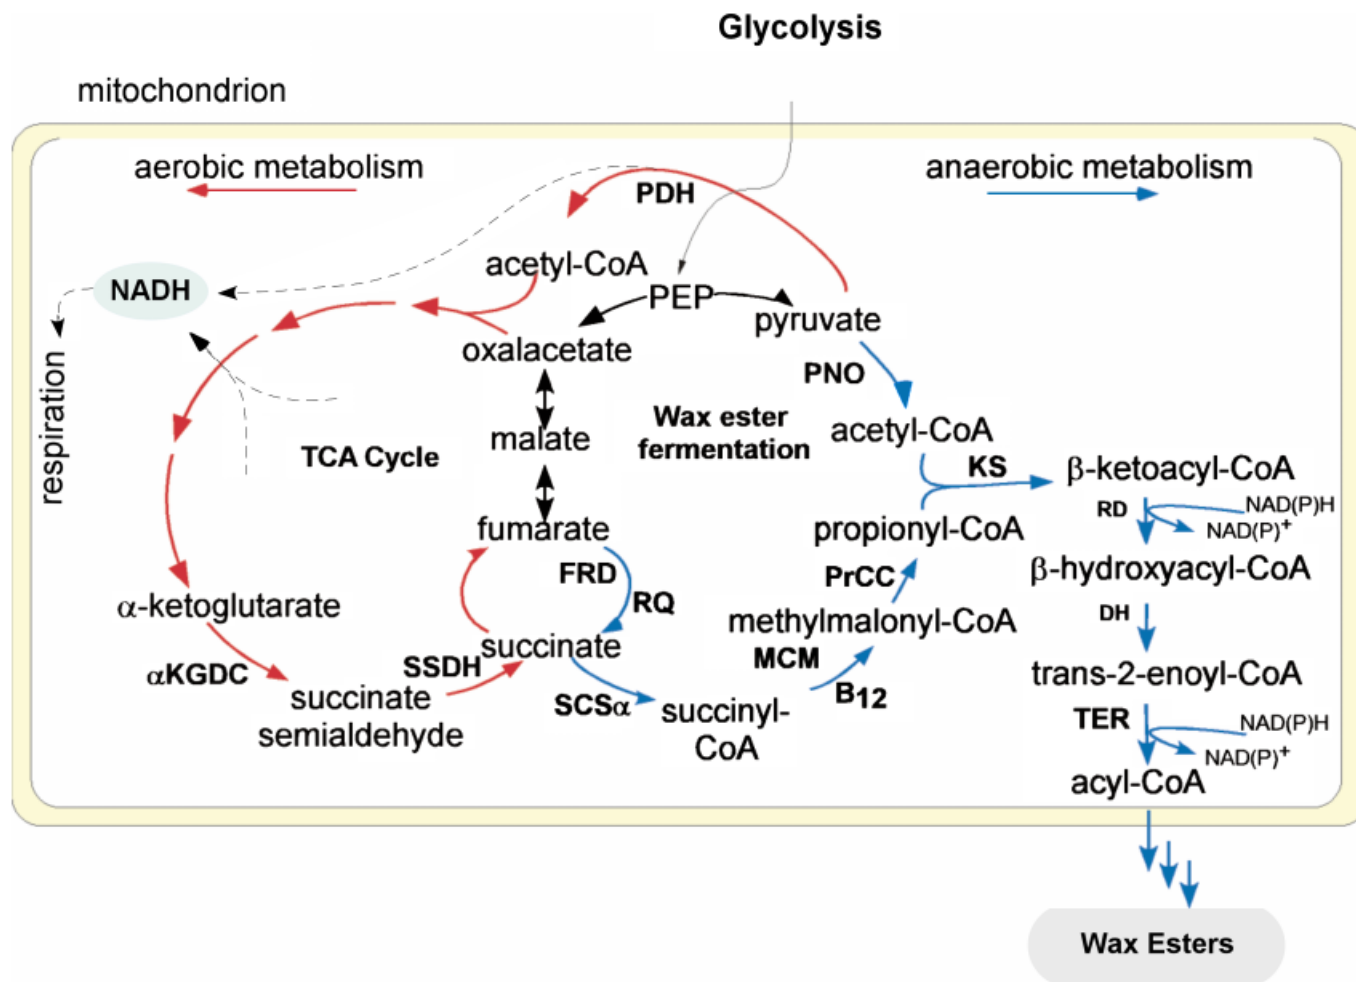 Glycolysis
mitochondrion
aerobic metabolism
anaerobic metabolism
PDH
acetyl-CoA
NADH
PEP
pyruvate
oxalacetate
PNO
respiration
Wax ester
fermentation
acetyl-CoA
malate
TCA Cycle
KS
β-ketoacyl-CoA
RD
NAD(P)H
NAD(P)+
fumarate
propionyl-CoA
FRD
PrCC
β-hydroxyacyl-CoA
RQ
α-ketoglutarate
methylmalonyl-CoA
DH
succinate
MCM
αKGDC
SSDH
trans-2-enoyl-CoA
B12
succinate
semialdehyde
SCSα
succinyl-
CoA
TER
NAD(P)H
NAD(P)+
acyl-CoA
Wax Esters